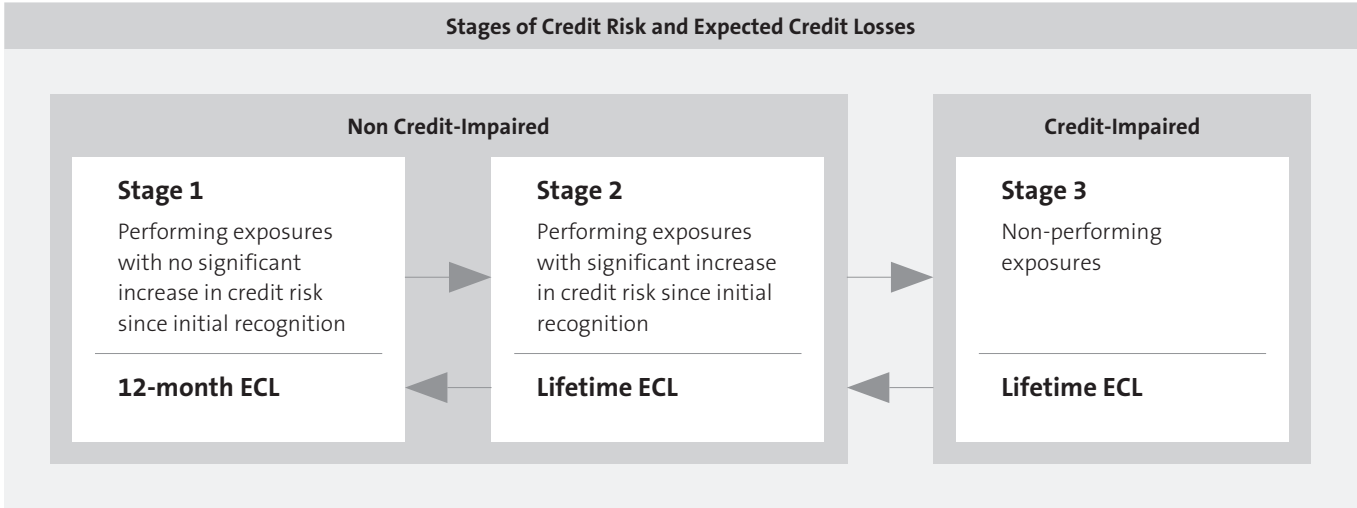 Stages of Credit Risk and Expected Credit Losses
Non Credit-Impaired
Stage 1
Performing exposures
with no significant
increase in credit risk
since initial recognition
12-month ECL
Stage 2
Performing exposures
with significant increase
in credit risk since initial
recognition
Lifetime ECL
Credit-Impaired
Stage 3
Non-performing
exposures
Lifetime ECL